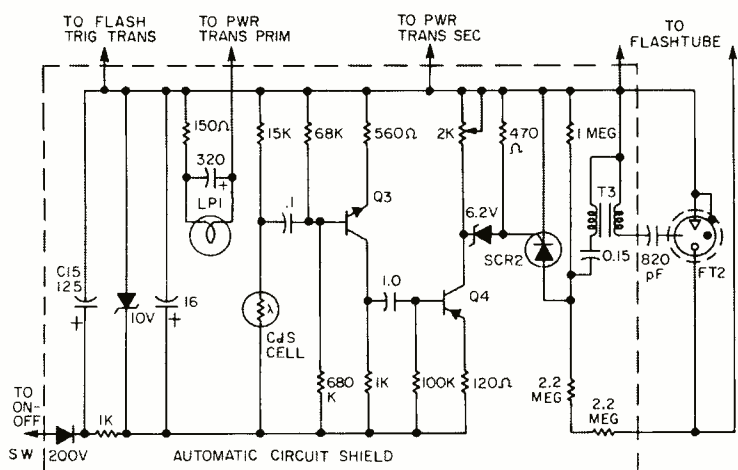 TO FLASH
TRIG TRANS
TO PWR
TRANS PRIM
TO PWR
TRANS SEC
TO
FLASHTUBE
150Ω
15K
68K
560Ω
2K
470
Ω
1 MEG
320
+
LP1
.1
Q3
6.2V
T3
SCR2
0.15
820
pF
FT2
C15
125
+
10V
16
+
λ
CdS
CELL
1.0
Q4
680
K
1K
100K
120Ω
2.2
MEG
2.2
MEG
TO
ON-
OFF
SW
1K
200V
AUTOMATIC CIRCUIT SHIELD